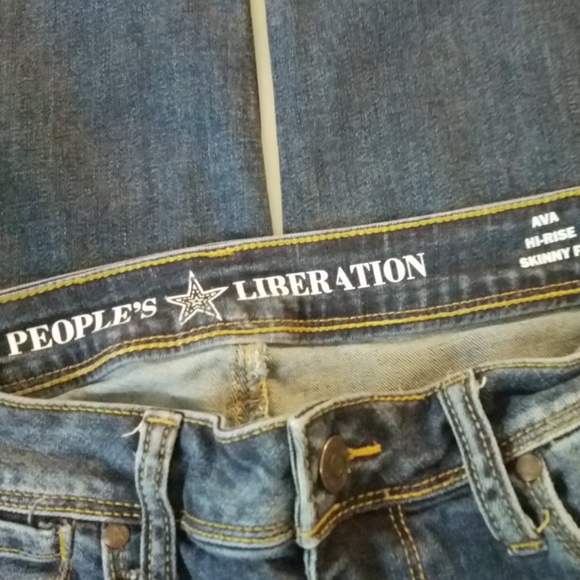 PEOPLE'S LIBERATION
AVA
HI-RISE
SKINNY F